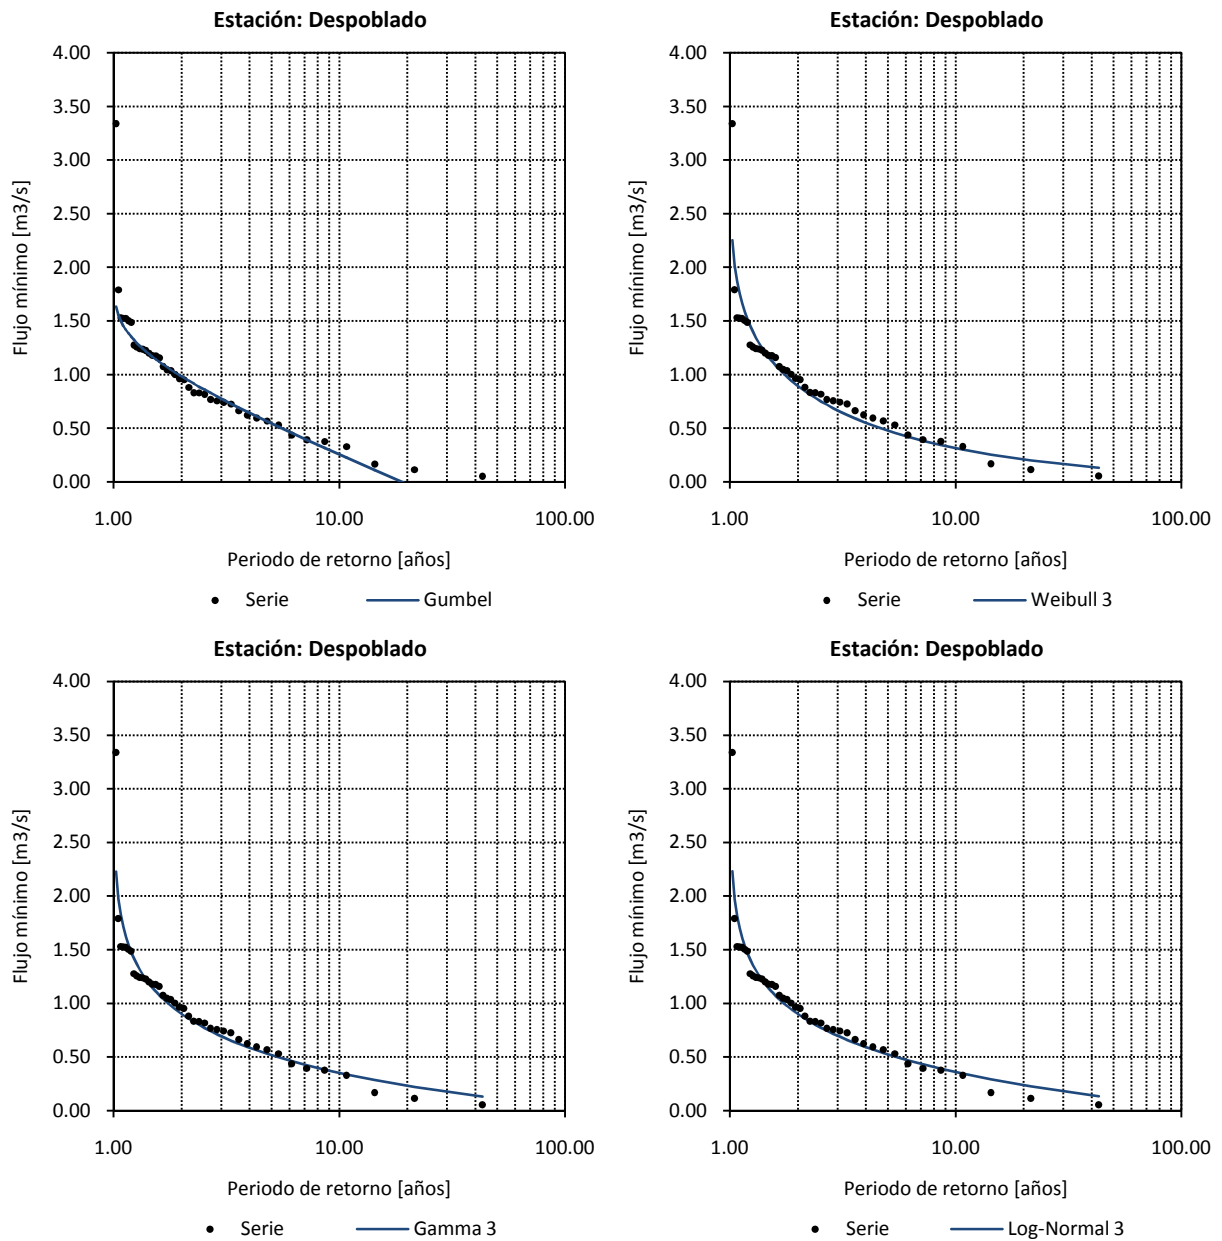 Estación: Despoblado
4.00
3.50
3.00
2.50
2.00
1.50
1.00
0.50
0.00
Flujo mínimo [m3/s]
1.00 10.00 100.00
Periodo de retorno [años]
Serie Gumbel
Estación: Despoblado
4.00
3.50
3.00
2.50
2.00
1.50
1.00
0.50
0.00
Flujo mínimo [m3/s]
1.00 10.00 100.00
Periodo de retorno [años]
Serie Weibull 3
Estación: Despoblado
4.00
3.50
3.00
2.50
2.00
1.50
1.00
0.50
0.00
Flujo mínimo [m3/s]
1.00 10.00 100.00
Periodo de retorno [años]
Serie Gamma 3
Estación: Despoblado
4.00
3.50
3.00
2.50
2.00
1.50
1.00
0.50
0.00
Flujo mínimo [m3/s]
1.00 10.00 100.00
Periodo de retorno [años]
Serie Log-Normal 3